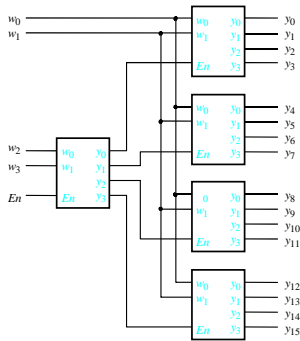 w0 w0 y0 y0
w1 w1 y1 y1
y2 y2
En y3 y3
w0 y0 y4
w1 y1 y5
y2 y6
En y3 y7
w2 w0 y0
w3 w1 y1
y2
En En y3
0 y0 y8
w1 y1 y9
y2 y10
En y3 y11
w0 y0 y12
w1 y1 y13
y2 y14
En y3 y15